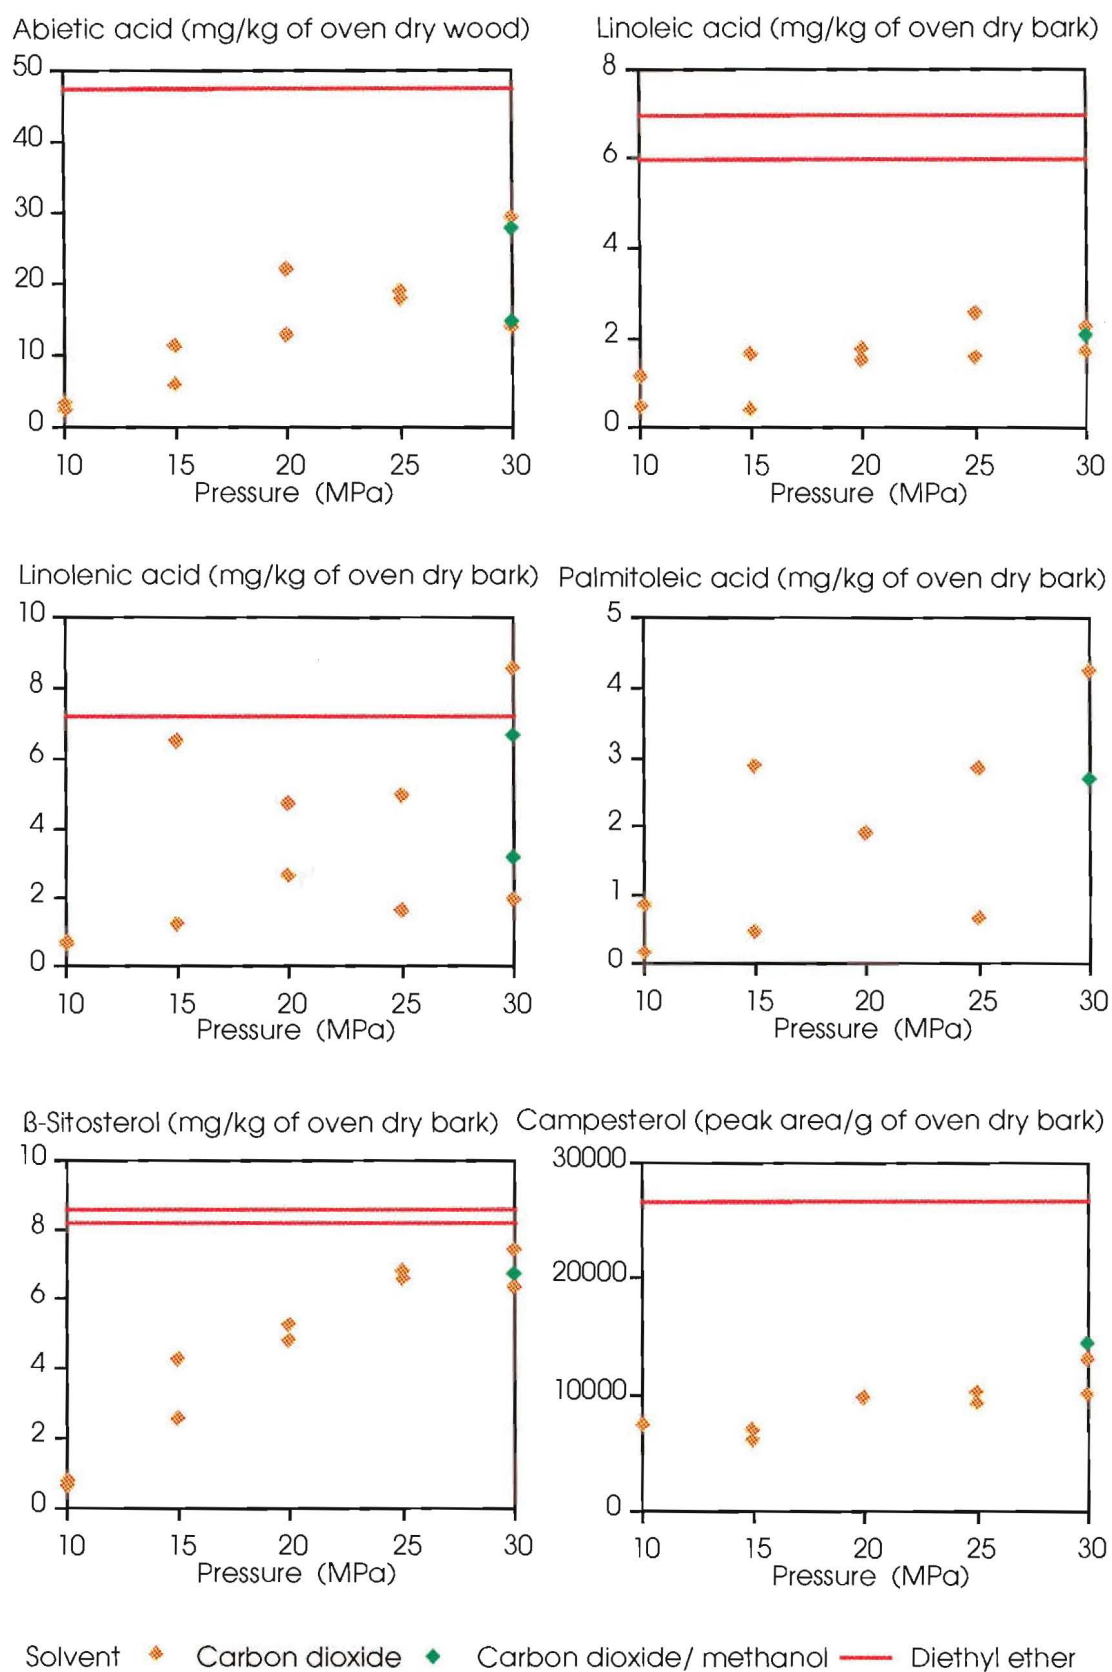 Abietic acid (mg/kg of oven dry wood)
50
40
30
20
10
0
10 15 20 25 30
Pressure (MPa)
Linoleic acid (mg/kg of oven dry bark)
8
6
4
2
0
10 15 20 25 30
Pressure (MPa)
Linolenic acid (mg/kg of oven dry bark)
10
8
6
4
2
0
10 15 20 25 30
Pressure (MPa)
Palmitoleic acid (mg/kg of oven dry bark)
5
4
3
2
1
0
10 15 20 25 30
Pressure (MPa)
ß-Sitosterol (mg/kg of oven dry bark)
10
8
6
4
2
0
10 15 20 25 30
Pressure (MPa)
Campesterol (peak area/g of oven dry bark)
30000
20000
10000
0
10 15 20 25 30
Pressure (MPa)
Solvent Carbon dioxide Carbon dioxide/ methanol Diethyl ether